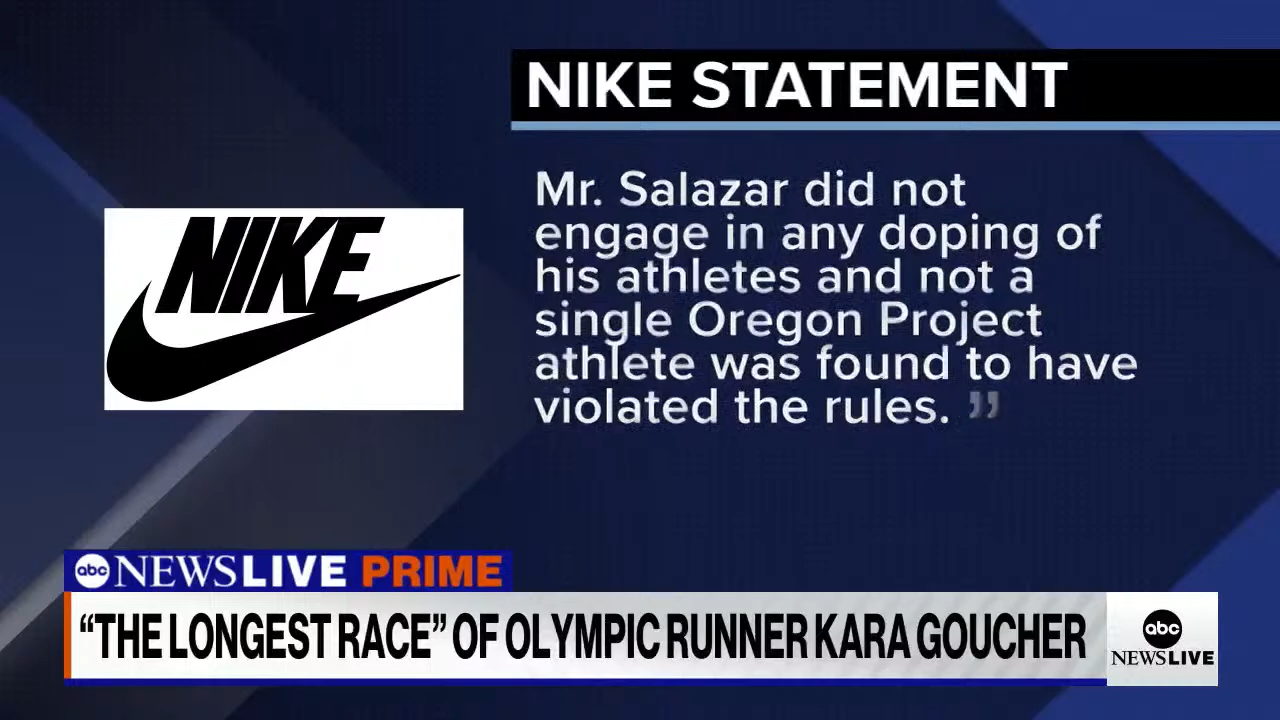 NIKE STATEMENT
Mr. Salazar did not
engage in any doping of
his athletes and not a
single Oregon Project
athlete was found to have
violated the rules. ”
NIKE
abc NEWS LIVE PRIME
“THE LONGEST RACE” OF OLYMPIC RUNNER KARA GOUCHER
abc
NEWS LIVE